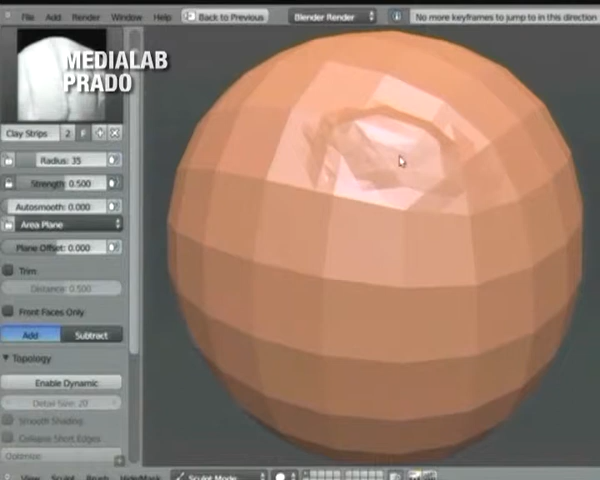 File Add Render Window Help Back to Previous Blender Render No more keyframes to jump to in this direction
MEDIALAB
PRADO
Clay Strips 2 F
Radius: 35
Strength: 0.500
Autosmooth: 0.000
Area Plane
Plane Offset: 0.000
Trim
Distance: 0.500
Front Faces Only
Add Subtract
Topology
Enable Dynamic
Detail Size: 20
Smooth Shading
Collapse Short Edges
Optimize
View Sculpt Brush Hide/Mask Sculpt Mode